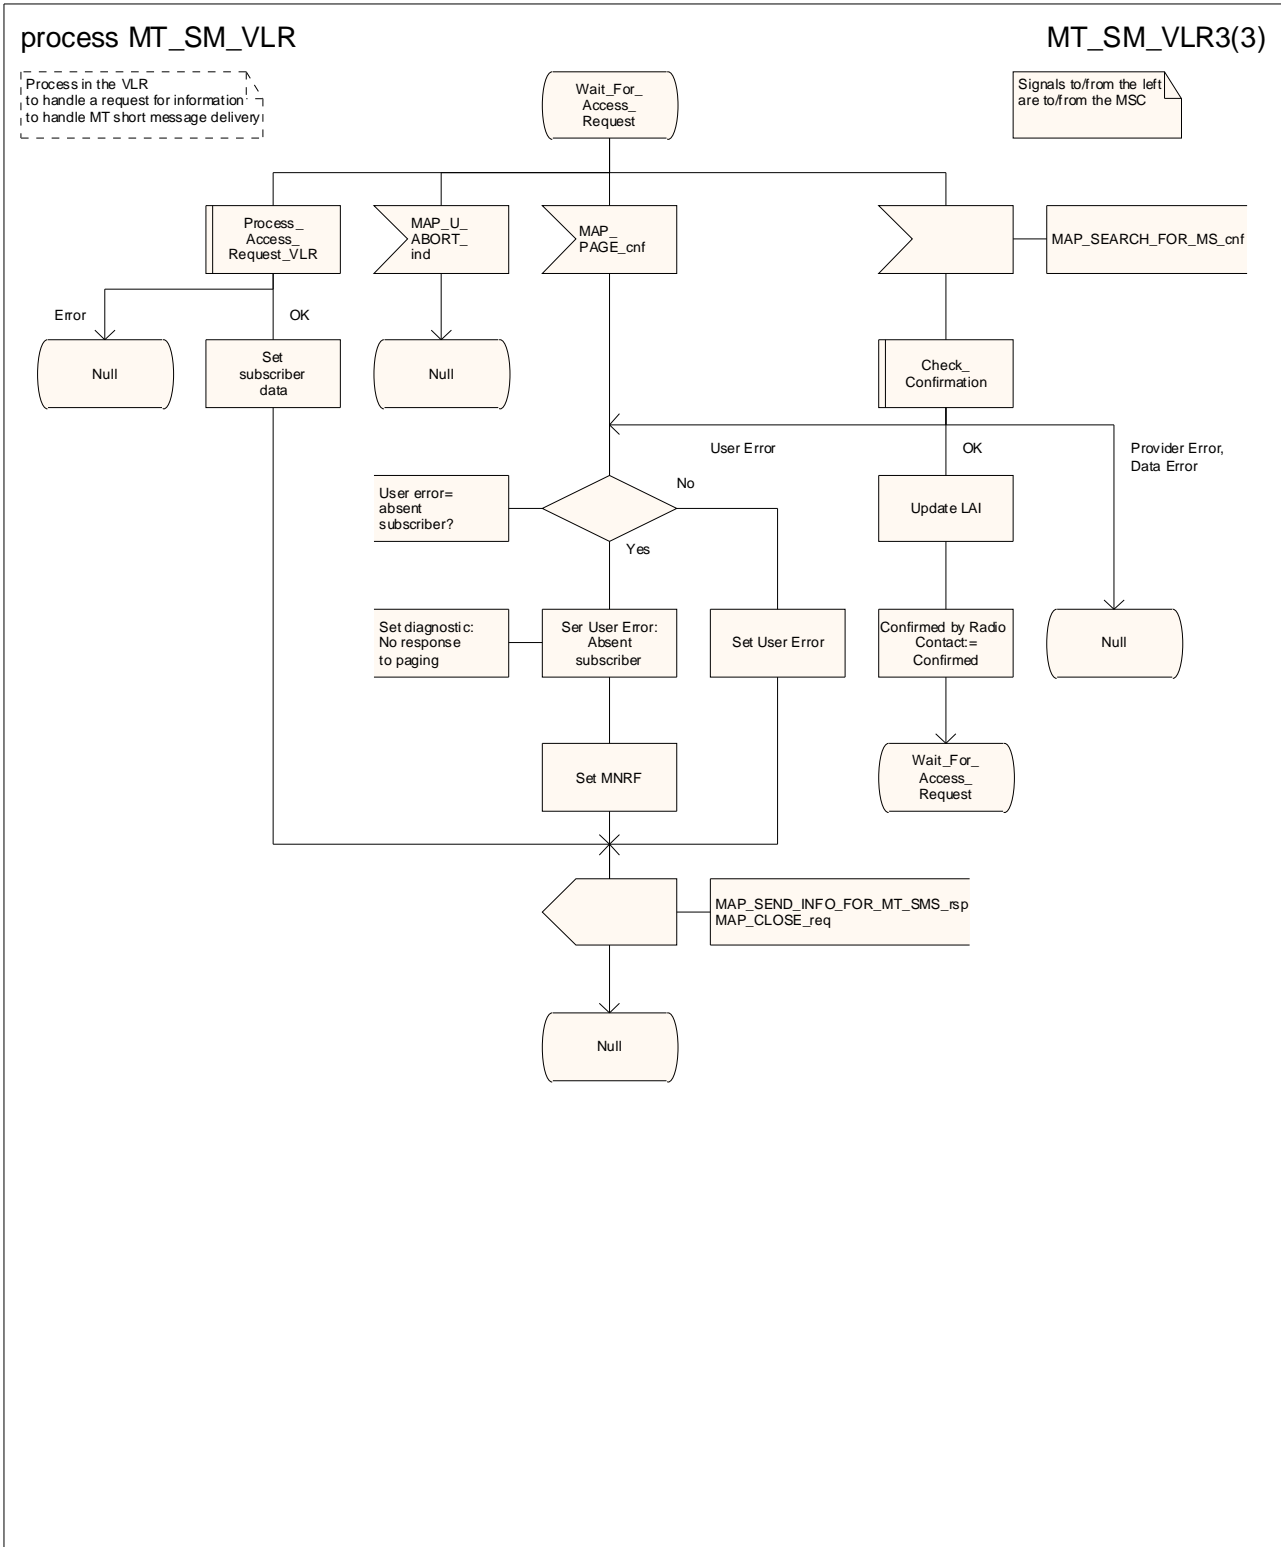 process MT_SM_VLR
MT_SM_VLR3(3)
Process in the VLR
to handle a request for information
to handle MT short message delivery
Wait_For_
Access_
Request
Signals to/from the left
are to/from the MSC
Process_
Access_
Request_VLR
MAP_U_
ABORT_
ind
MAP_
PAGE_cnf
MAP_SEARCH_FOR_MS_cnf
Error
OK
Null
Set
subscriber
data
Null
Check_
Confirmation
User Error
OK
Provider Error,
Data Error
User error=
absent
subscriber?
No
Yes
Update LAI
Set diagnostic:
No response
to paging
Ser User Error:
Absent
subscriber
Set User Error
Confirmed by Radio
Contact:=
Confirmed
Null
Set MNRF
Wait_For_
Access_
Request
MAP_SEND_INFO_FOR_MT_SMS_rsp
MAP_CLOSE_req
Null